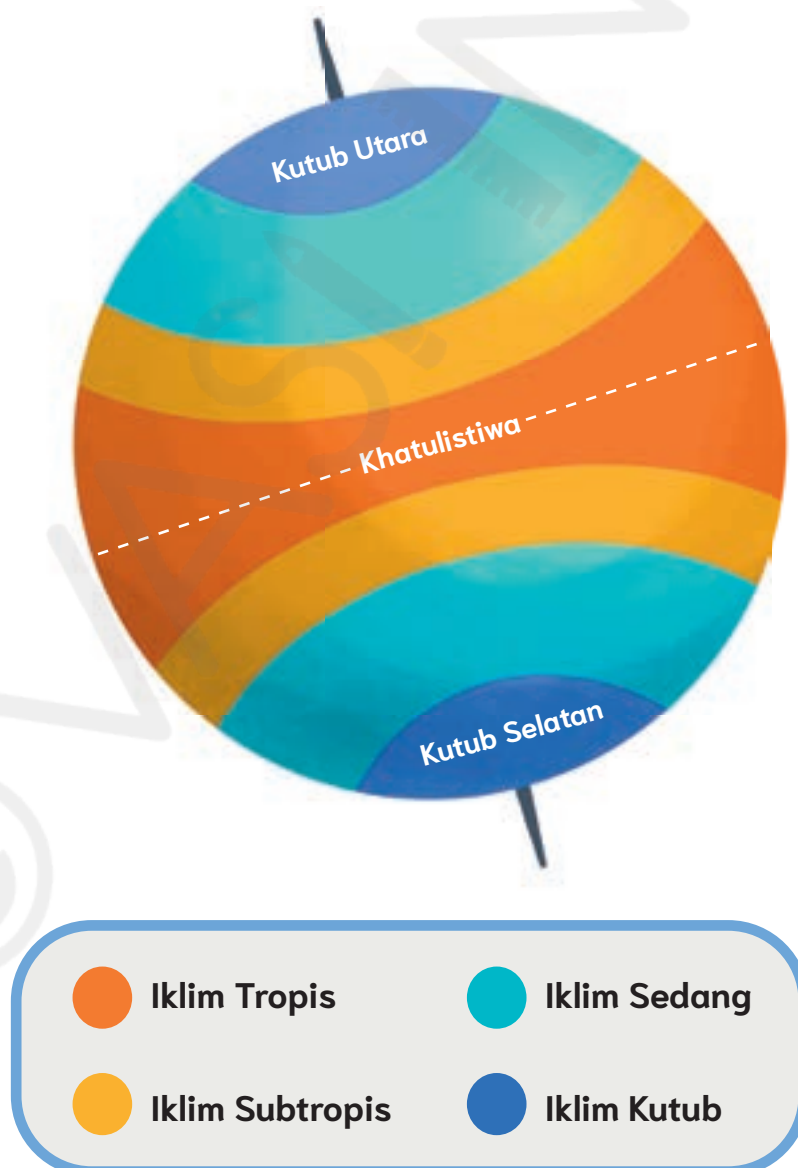 Kutub Utara
Khatulistiwa
Kutub Selatan
Iklim Tropis
Iklim Sedang
Iklim Subtropis
Iklim Kutub